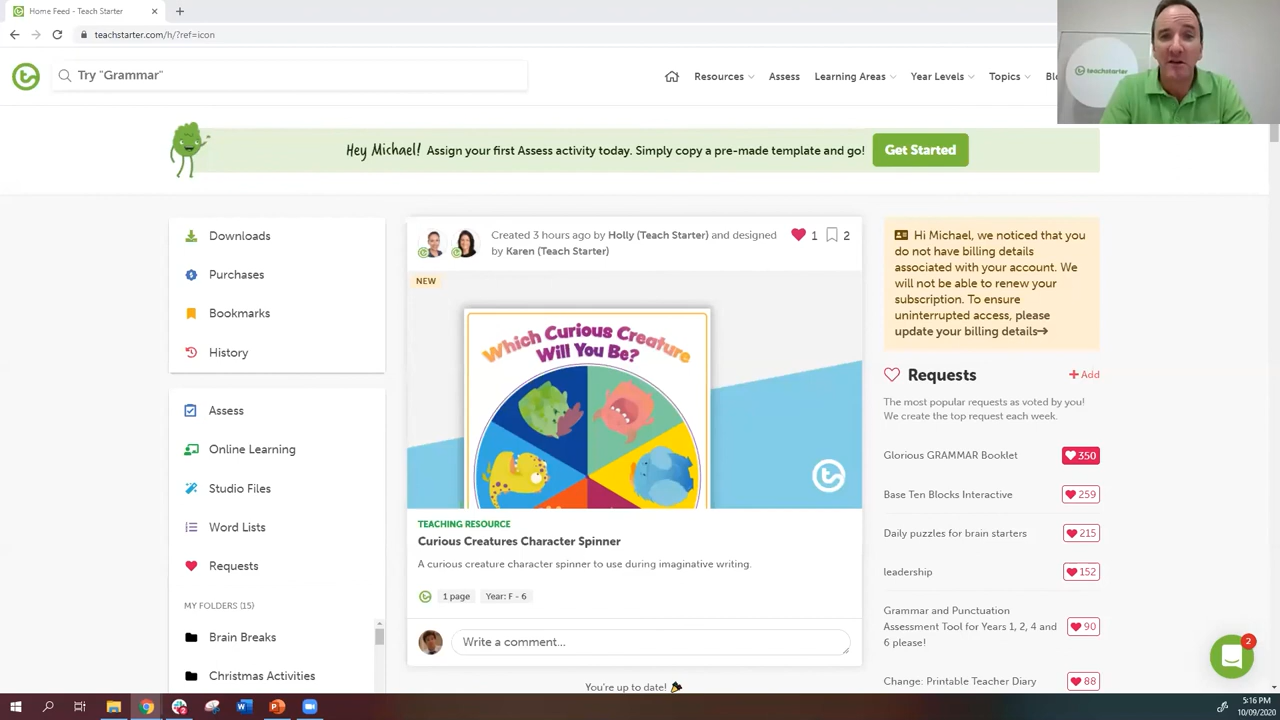 Home Feed - Teach Starter
teachstarter.com/h/?ref=icon
Try "Grammar"
Resources
Assess
Learning Areas
Year Levels
Topics
teachstarter
Hey Michael! Assign your first Assess activity today. Simply copy a pre-made template and go!
Get Started
Downloads
Purchases
Bookmarks
History
Assess
Online Learning
Studio Files
Word Lists
Requests
MY FOLDERS (15)
Brain Breaks
Christmas Activities
Created 3 hours ago by Holly (Teach Starter) and designed
by Karen (Teach Starter)
1
2
NEW
Which Curious Creature
Will You Be?
TEACHING RESOURCE
Curious Creatures Character Spinner
A curious creature character spinner to use during imaginative writing.
1 page
Year: F - 6
Write a comment...
You're up to date!
Hi Michael, we noticed that you
do not have billing details
associated with your account. We
will not be able to renew your
subscription. To ensure
uninterrupted access, please
update your billing details→
Requests
+ Add
The most popular requests as voted by you!
We create the top request each week.
Glorious GRAMMAR Booklet
350
Base Ten Blocks Interactive
259
Daily puzzles for brain starters
215
leadership
152
Grammar and Punctuation
Assessment Tool for Years 1, 2, 4 and
6 please!
90
Change: Printable Teacher Diary
88
2
5:16 PM
10/09/2020